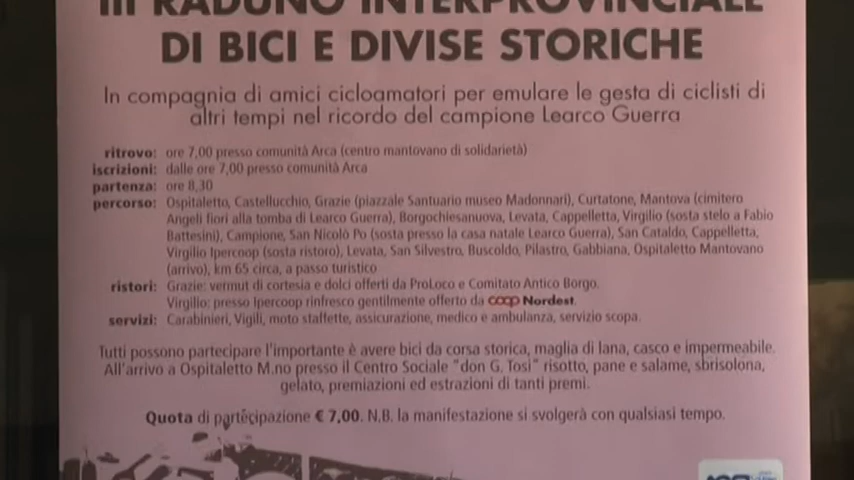 III RADUNO INTERPROVINCIALE
DI BICI E DIVISE STORICHE
In compagnia di amici cicloamatori per emulare le gesta di ciclisti di
altri tempi nel ricordo del campione Learco Guerra
ritrovo: ore 7,00 presso comunità Arca (centro mantovano di solidarietà)
iscrizioni: dalle ore 7,00 presso comunità Arca
partenza: ore 8,30
percorso: Ospitaletto, Castellucchio, Grazie (piazzale Santuario museo Madonnari), Curtatone, Mantova (cimitero
Angeli fiori alla tomba di Learco Guerra), Borgochiesanuova, Levata, Cappelletta, Virgilio (sosta stelo a Fabio
Battesini), Campione, San Nicolò Po (sosta presso la casa natale Learco Guerra), San Cataldo, Cappelletta,
Virgilio Ipercoop (sosta ristoro), Levata, San Silvestro, Buscoldo, Pilastro, Gabbiana, Ospitaletto Mantovano
(arrivo), km 65 circa, a passo turistico
ristori: Grazie: vermut di cortesia e dolci offerti da ProLoco e Comitato Antico Borgo.
Virgilio: presso Ipercoop rinfresco gentilmente offerto da coop Nordest.
servizi: Carabinieri, Vigili, moto staffette, assicurazione, medico e ambulanza, servizio scopa.
Tutti possono partecipare l'importante è avere bici da corsa storica, maglia di lana, casco e impermeabile.
All'arrivo a Ospitaletto M.no presso il Centro Sociale "don G. Tosi" risotto, pane e salame, sbrisolona,
gelato, premiazioni ed estrazioni di tanti premi.
Quota di partecipazione € 7,00. N.B. la manifestazione si svolgerà con qualsiasi tempo.